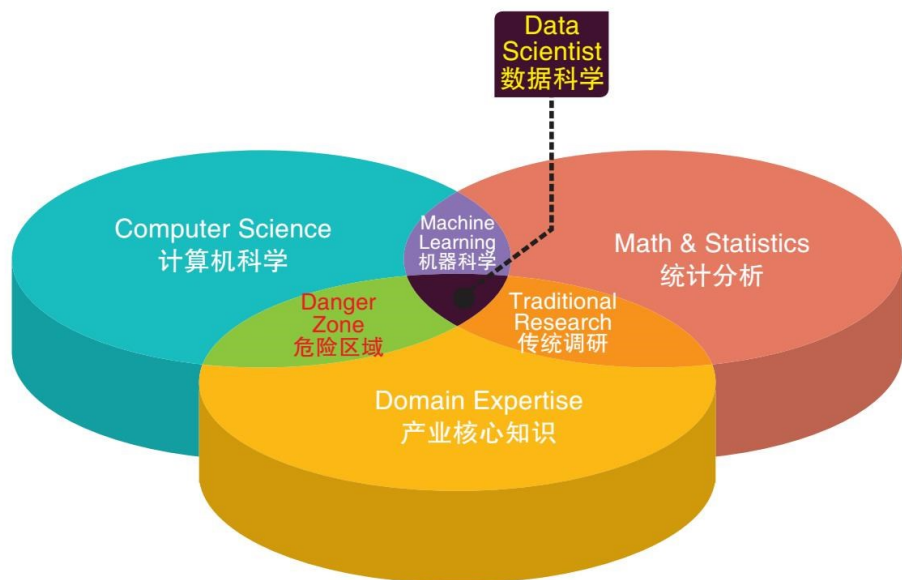 Data
Scientist
数据科学
Computer Science
计算机科学
Machine
Learning
机器科学
Math & Statistics
统计分析
Danger
Zone
危险区域
Traditional
Research
传统调研
Domain Expertise
产业核心知识